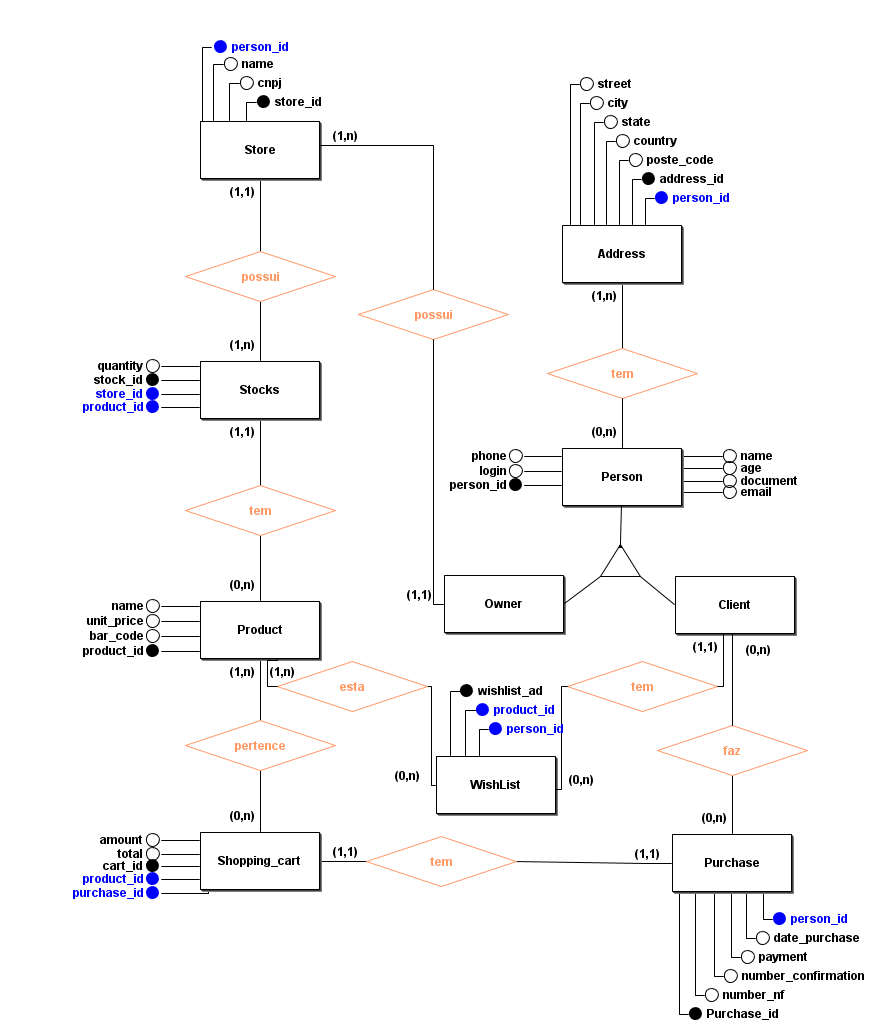 person_id
name
cnpj
store_id
Store
(1,n)
(1,1)
possui
(1,n)
quantity
stock_id
store_id
product_id
Stocks
(1,1)
tem
(0,n)
name
unit_price
bar_code
product_id
Product
(1,n)
(1,n)
pertence
(0,n)
amount
total
cart_id
product_id
purchase_id
Shopping_cart
(1,1)
tem
(1,1)
possui
(1,1)
Owner
esta
(0,n)
wishlist_ad
product_id
person_id
WishList
(0,n)
tem
street
city
state
country
poste_code
address_id
person_id
Address
(1,n)
tem
(0,n)
phone
login
person_id
Person
name
age
document
email
Client
(1,1)
(0,n)
faz
(0,n)
Purchase
person_id
date_purchase
payment
number_confirmation
number_nf
Purchase_id